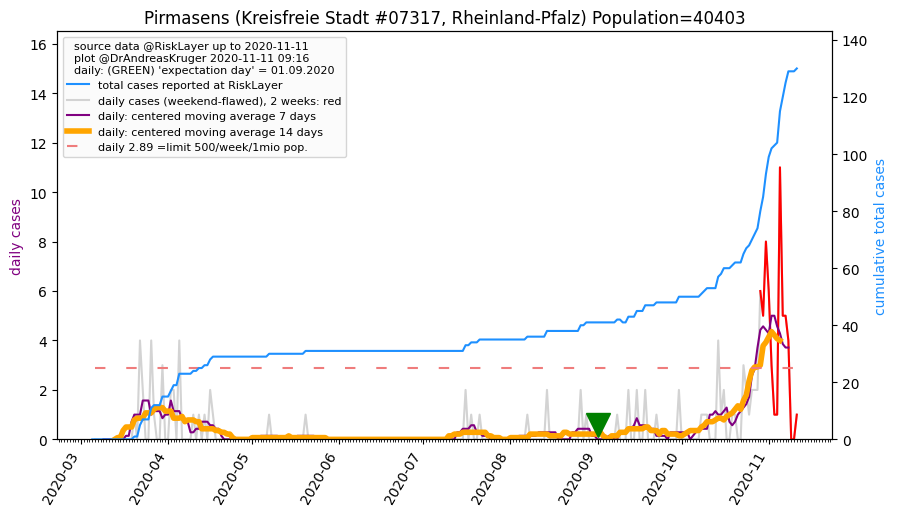 Pirmasens (Kreisfreie Stadt #07317, Rheinland-Pfalz) Population=40403
source data @RiskLayer up to 2020-11-11
plot @DrAndreasKruger 2020-11-11 09:16
daily: (GREEN) 'expectation day' = 01.09.2020
total cases reported at RiskLayer
daily cases (weekend-flawed), 2 weeks: red
daily: centered moving average 7 days
daily: centered moving average 14 days
daily 2.89 =limit 500/week/1mio pop.
daily cases
16
14
12
10
8
6
4
2
0
cumulative total cases
140
120
100
80
60
40
20
0
2020-03
2020-04
2020-05
2020-06
2020-07
2020-08
2020-09
2020-10
2020-11